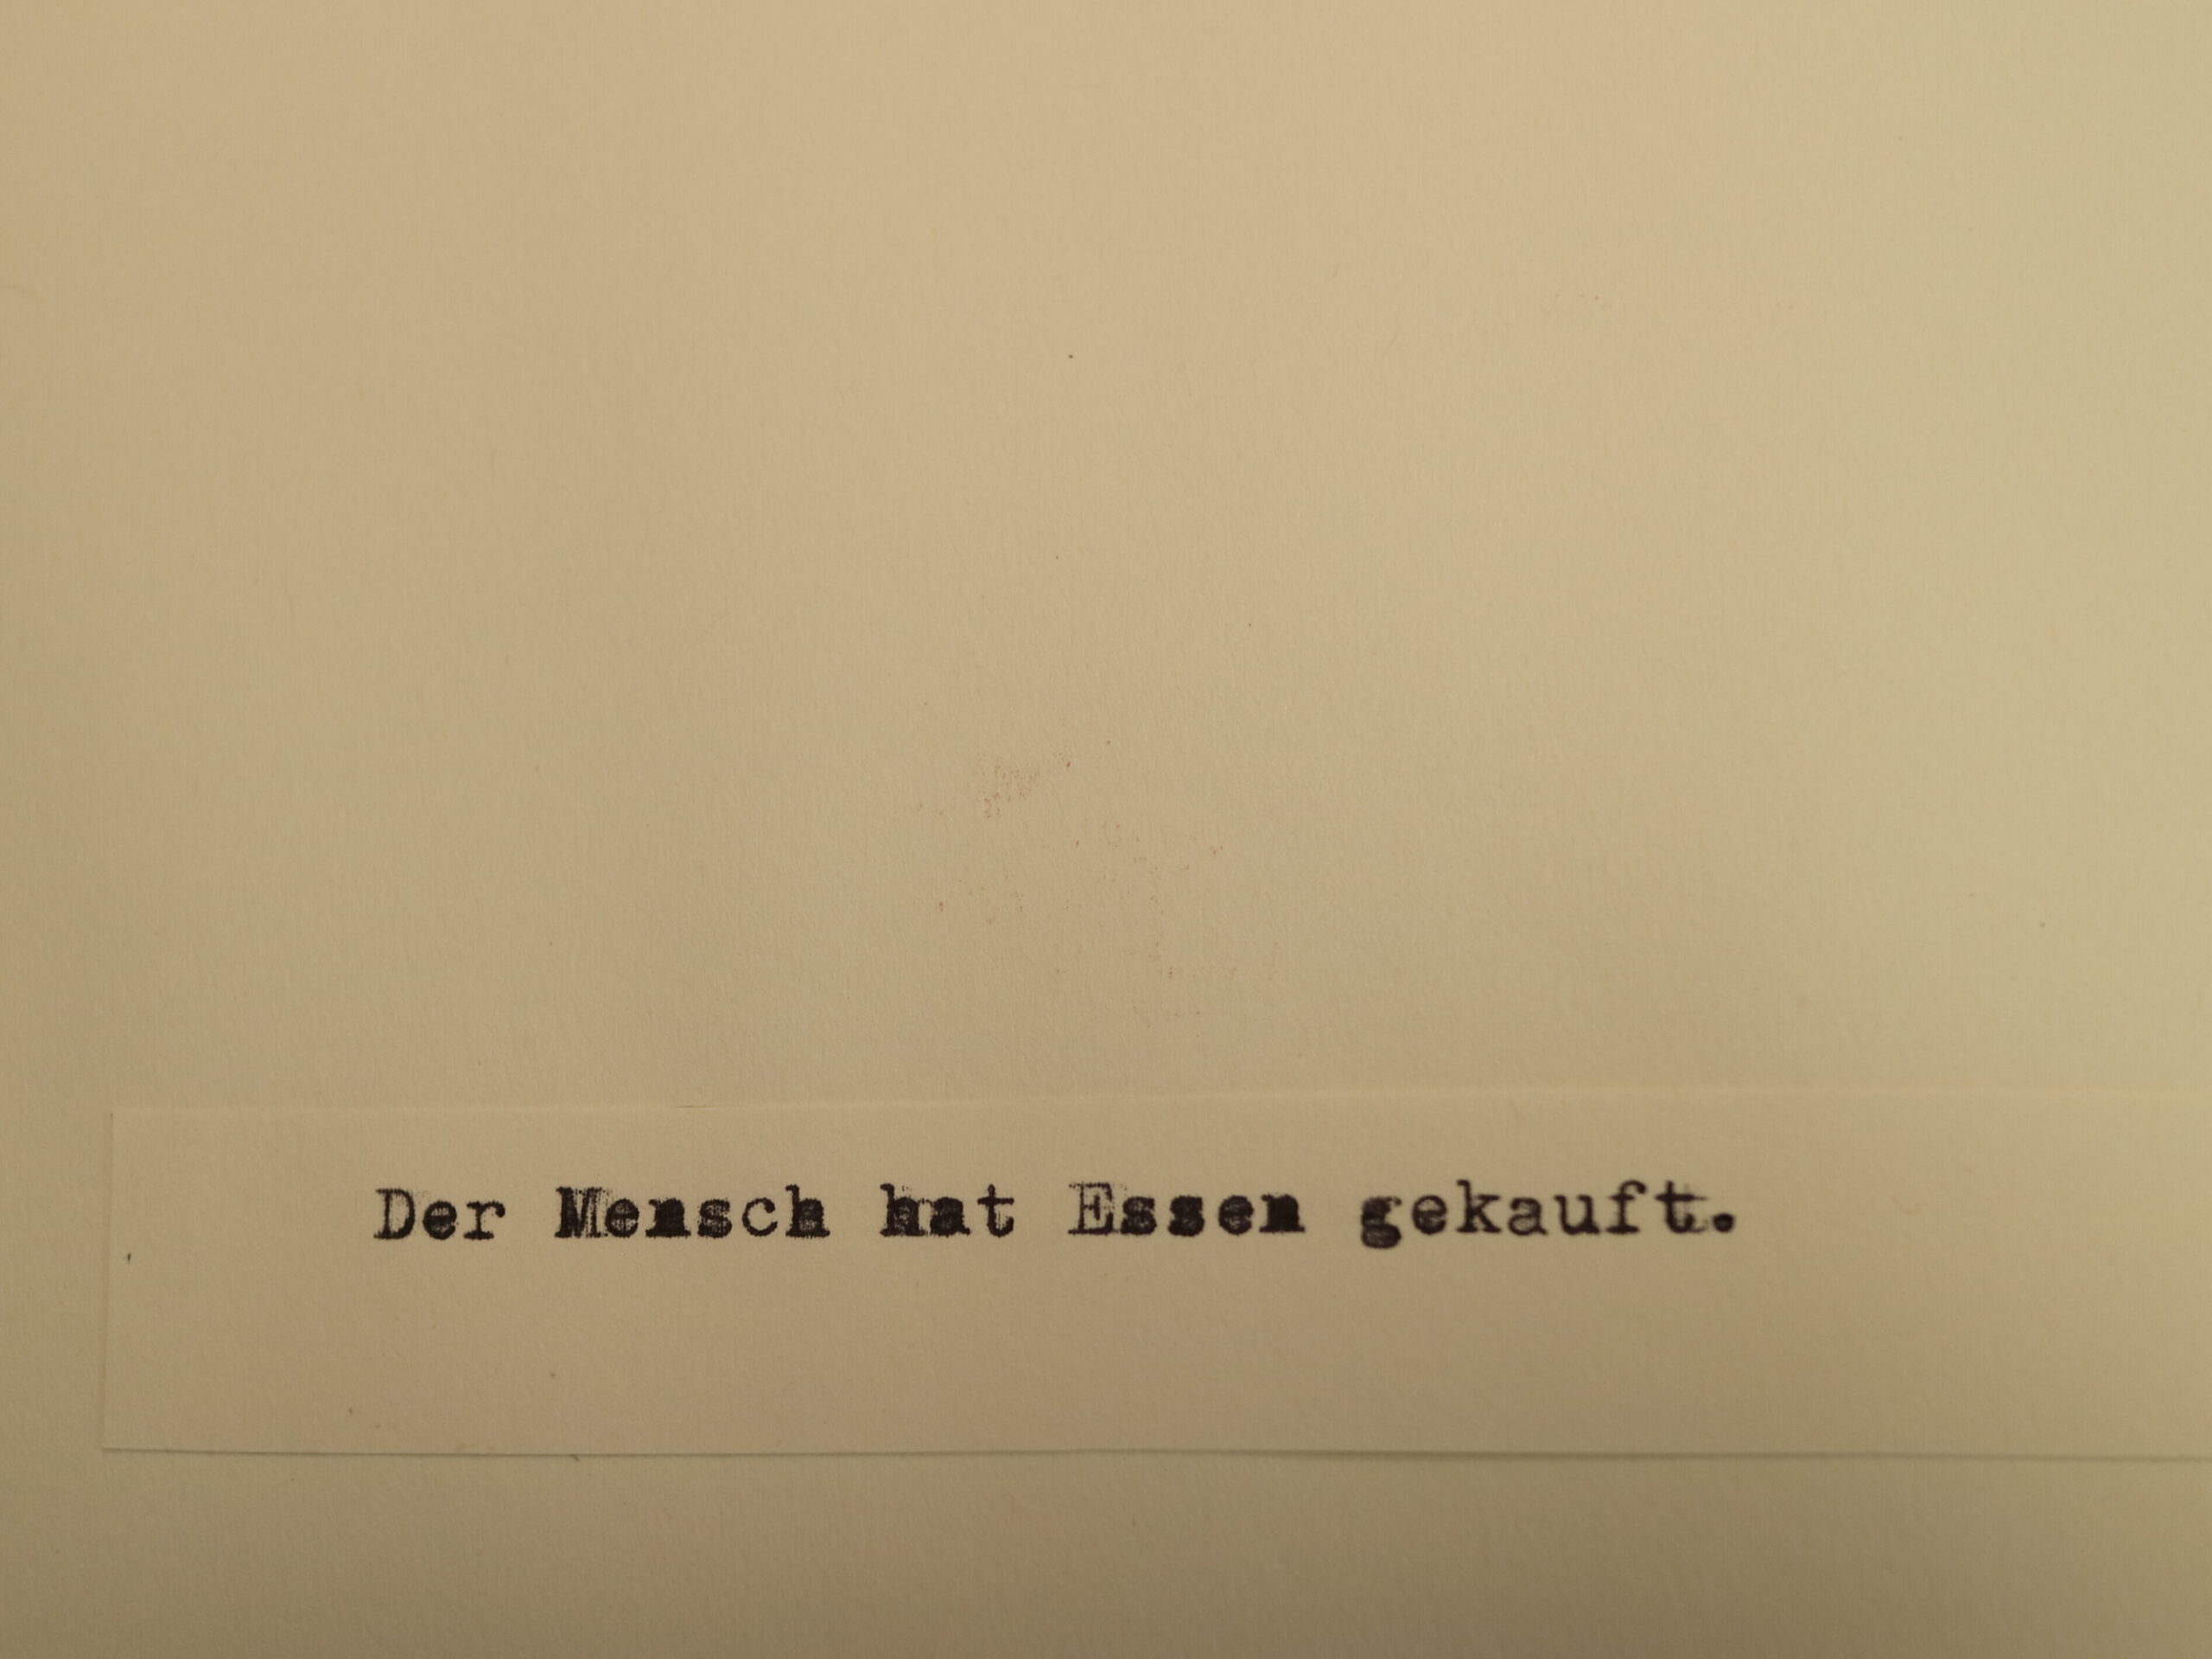 Der Mensch hat Essen gekauft.